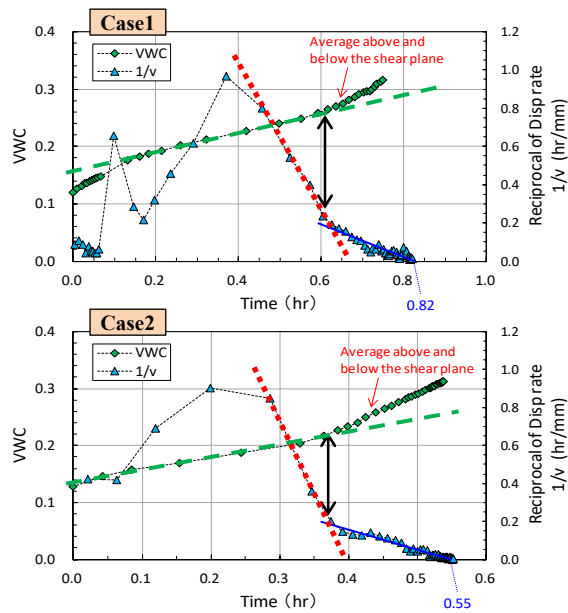 Case1
VWC
1/v
Average above and
below the shear plane
0.4
0.3
0.2
0.1
0.0
VWC
1.2
1.0
0.8
0.6
0.4
0.2
0.0
Reciprocal of Disp rate
1/v (hr/mm)
0.0 0.2 0.4 0.6 0.8 1.0
Time (hr)
0.82
Case2
VWC
1/v
Average above and
below the shear plane
0.4
0.3
0.2
0.1
0.0
VWC
1.2
1.0
0.8
0.6
0.4
0.2
0.0
Reciprocal of Disp rate
1/v (hr/mm)
0.0 0.1 0.2 0.3 0.4 0.5 0.6
Time (hr)
0.55